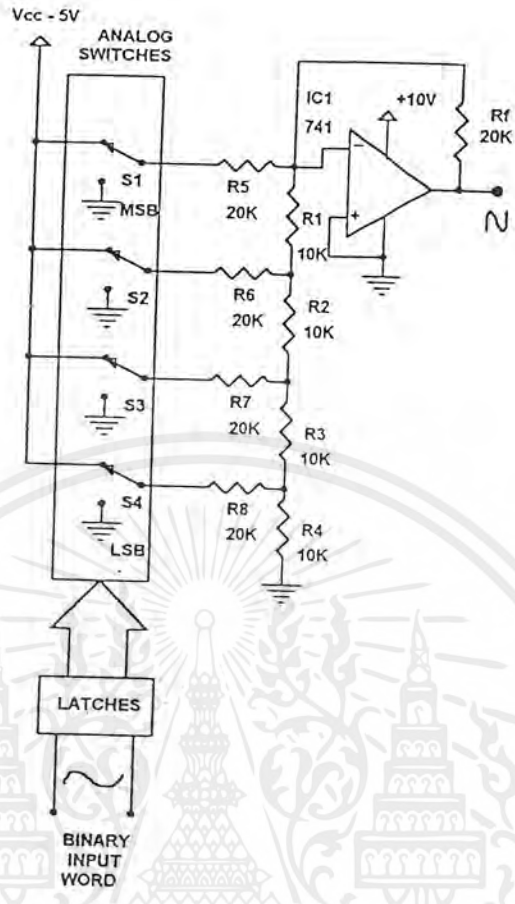 Vcc - 5V
ANALOG
SWITCHES
IC1
741
+10V
Rf
20K
S1
MSB
R5
20K
R1
10K
S2
R6
20K
R2
10K
S3
R7
20K
R3
10K
S4
LSB
R8
20K
R4
10K
LATCHES
BINARY
INPUT
WORD